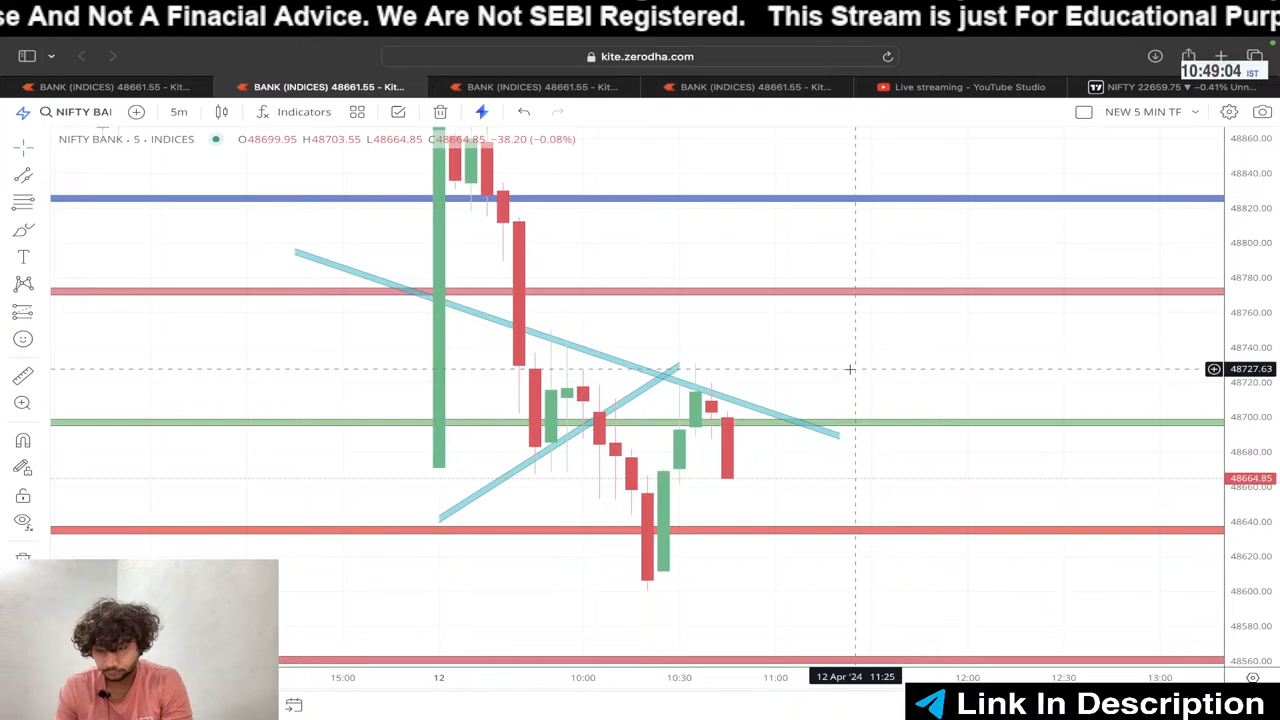 se and Not A Finacial Advice. We Are Not SEBI Registered. This Stream is just For Educational Purp
kite.zerodha.com
10:49:04 IST
BANK (INDICES) 48661.55 - Kit...
BANK (INDICES) 48661.55 - Kit...
BANK (INDICES) 48661.55 - Kit...
BANK (INDICES) 48661.55 - Kit...
Live streaming - YouTube Studio
NIFTY 22659.75 ▼ −0.41% Unn...
NIFTY BAI
5m
Indicators
NEW 5 MIN TF
NIFTY BANK · 5 · INDICES
O48699.95 H48703.55 L48664.85 C48664.85 −38.20 (−0.08%)
48860.00
48840.00
48820.00
48800.00
48780.00
48760.00
48740.00
48727.63
48720.00
48700.00
48680.00
48664.85
48660.00
48640.00
48620.00
48600.00
48580.00
48560.00
15:00
12
10:00
10:30
11:00
12 Apr '24 11:25
12:00
12:30
13:00
Link In Description